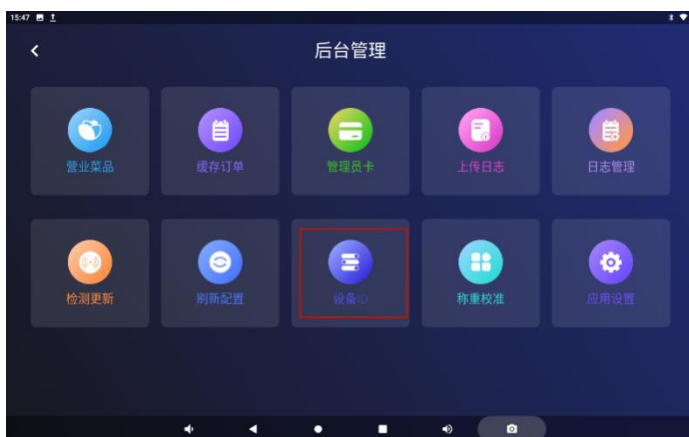 15:47
后台管理
营业菜品 缓存订单 管理员卡 上传日志 日志管理
检测更新 刷新配置 设备ID 称重校准 应用设置